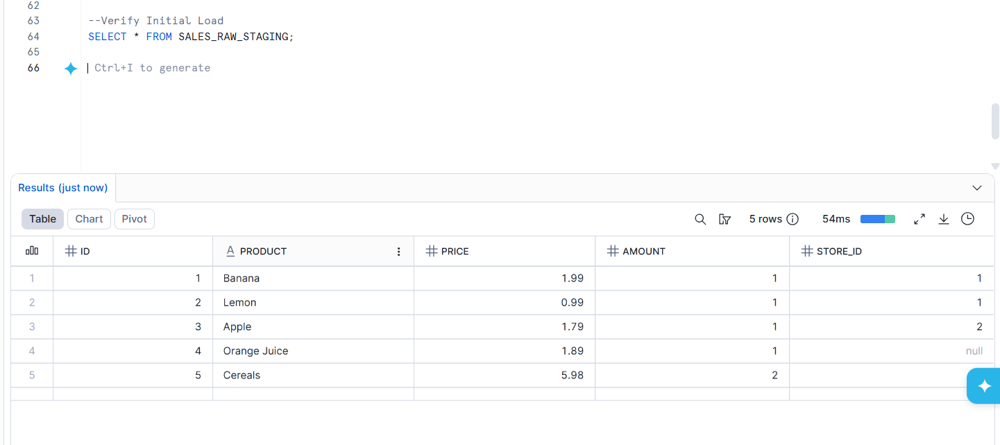 62
63 --Verify Initial Load
64 SELECT * FROM SALES_RAW_STAGING;
65
66 Ctrl+I to generate
Results (just now)
Table Chart Pivot 5 rows 54ms
ID PRODUCT PRICE AMOUNT STORE_ID
1 1 Banana 1.99 1 1
2 2 Lemon 0.99 1 1
3 3 Apple 1.79 1 2
4 4 Orange Juice 1.89 1 null
5 5 Cereals 5.98 2